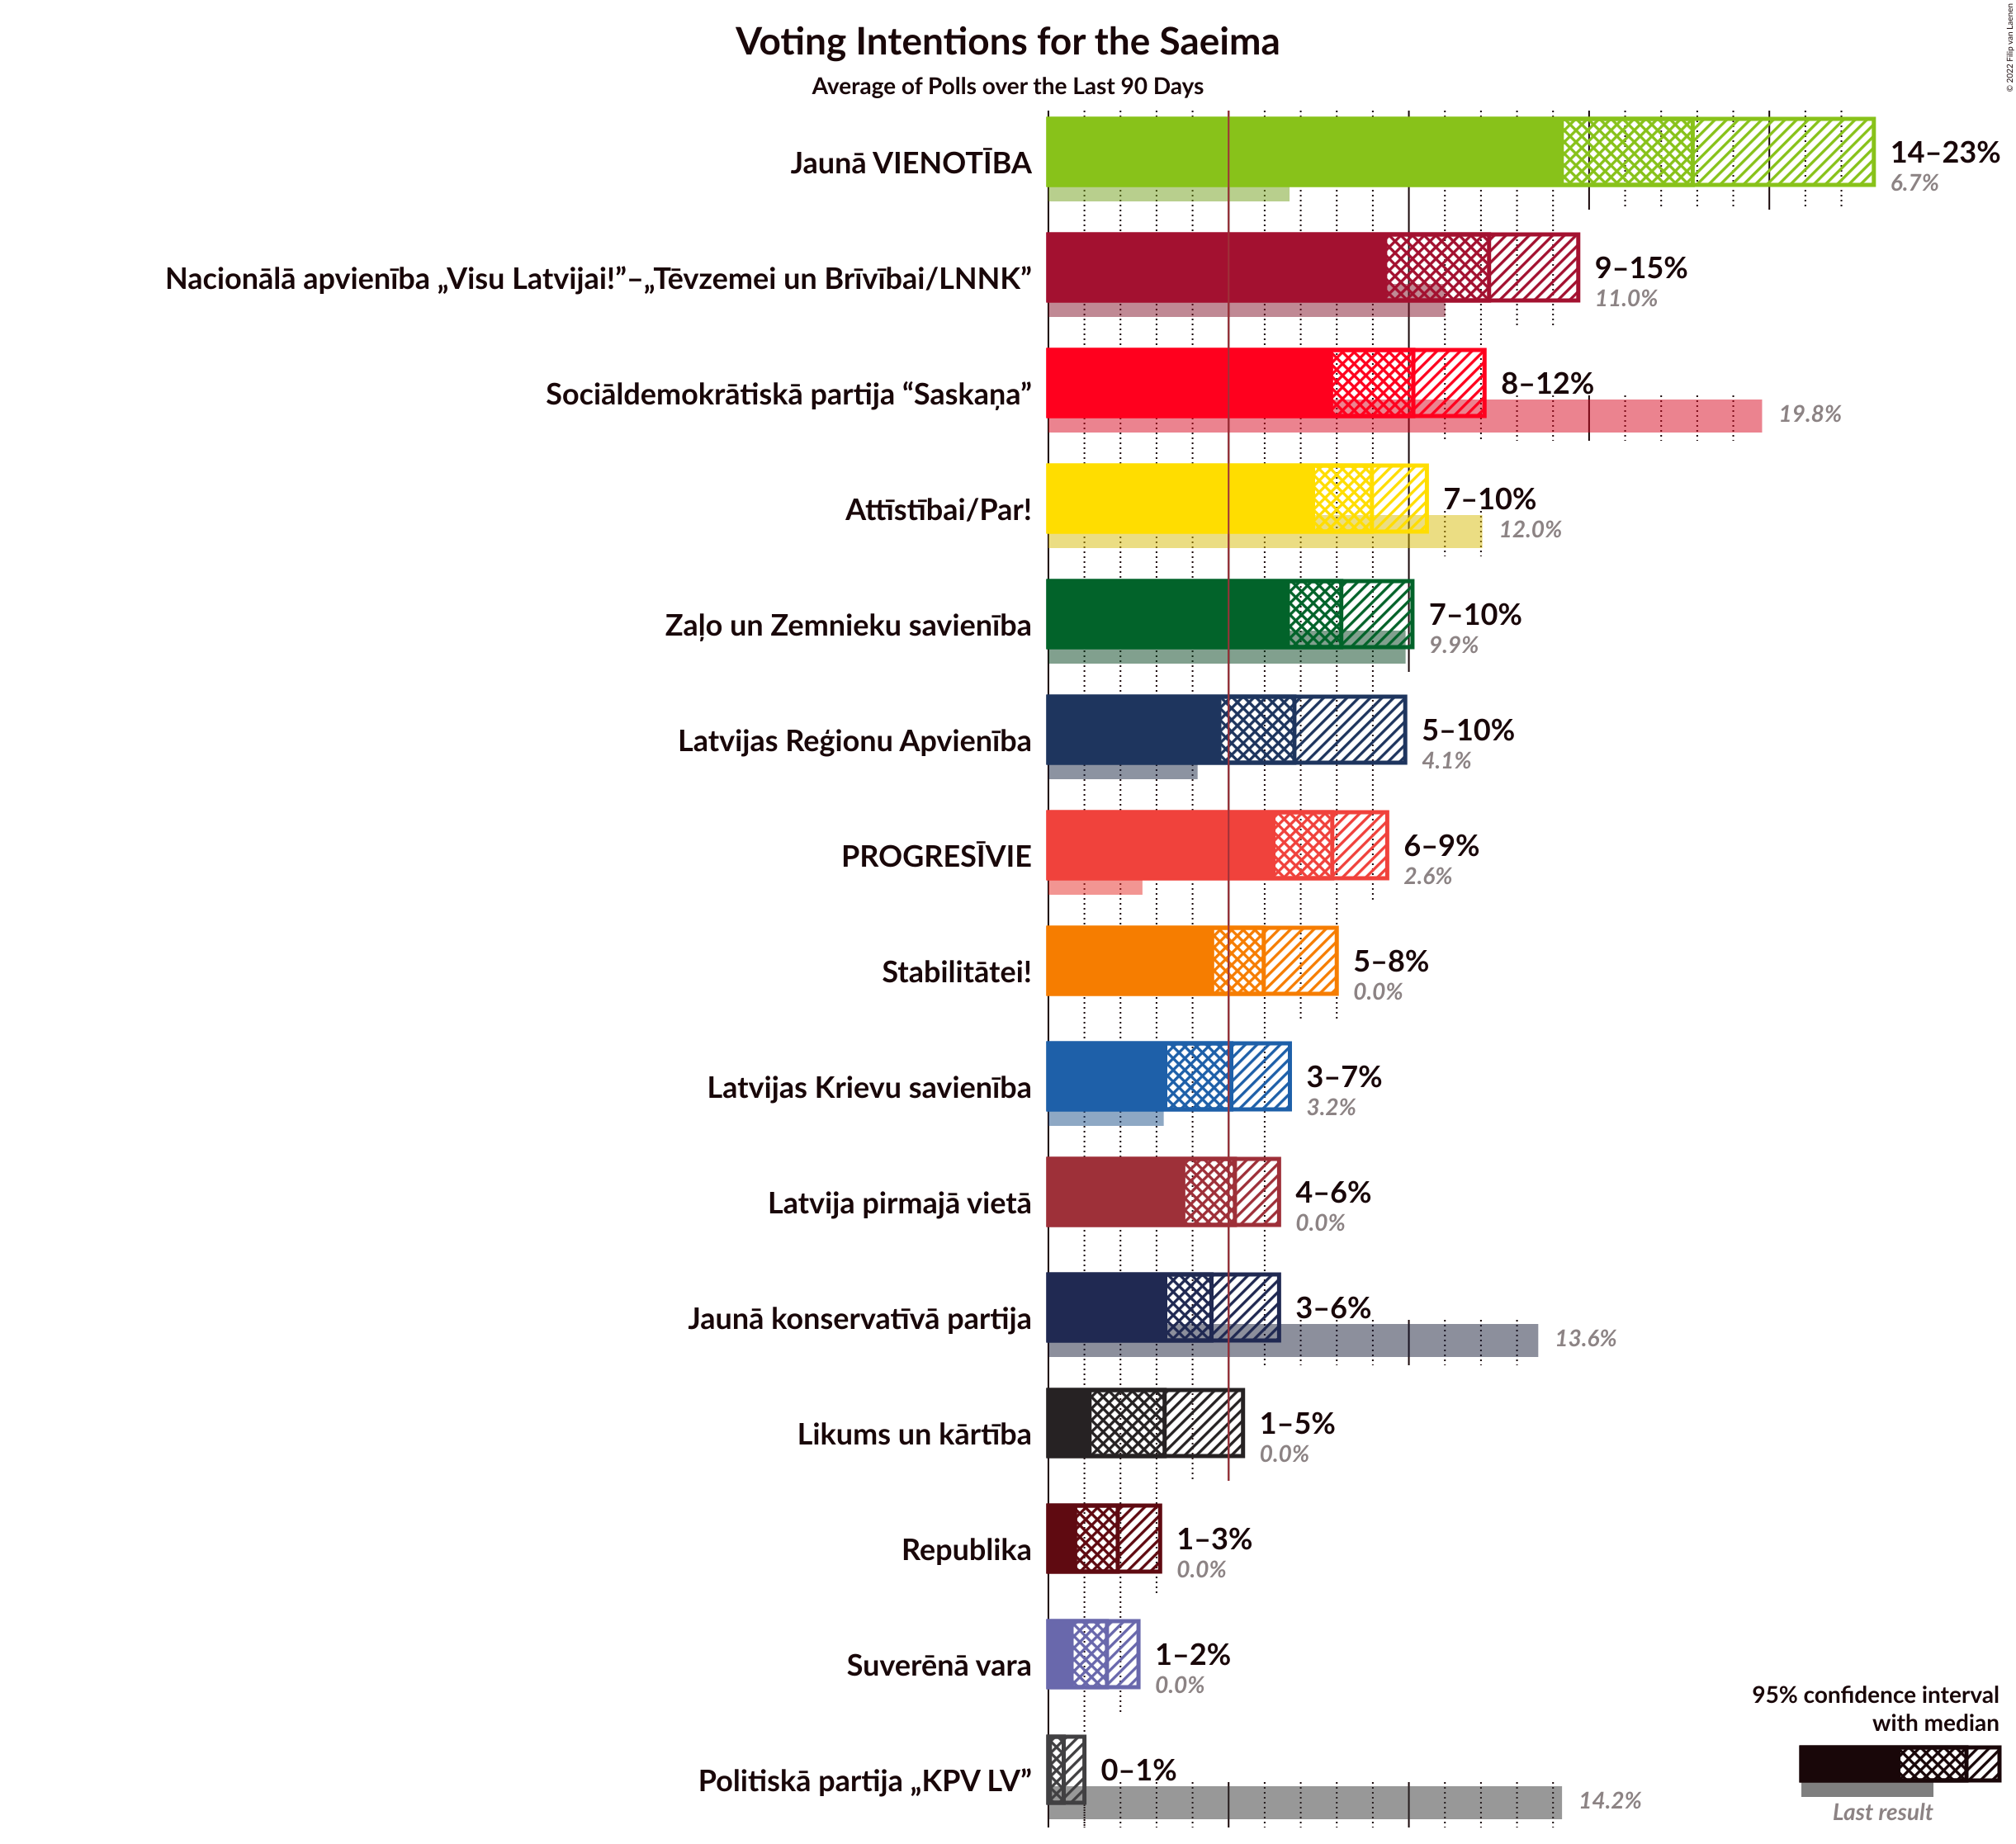 Voting Intentions for the Saeima
Average of Polls over the Last 90 Days
© 2022 Filip van Laenen
Jaunā VIENOTĪBA
14–23%
6.7%
Nacionālā apvienība „Visu Latvijai!”–„Tēvzemei un Brīvībai/LNNK”
9–15%
11.0%
Sociāldemokrātiskā partija “Saskaņa”
8–12%
19.8%
Attīstībai/Par!
7–10%
12.0%
Zaļo un Zemnieku savienība
7–10%
9.9%
Latvijas Reģionu Apvienība
5–10%
4.1%
PROGRESĪVIE
6–9%
2.6%
Stabilitātei!
5–8%
0.0%
Latvijas Krievu savienība
3–7%
3.2%
Latvija pirmajā vietā
4–6%
0.0%
Jaunā konservatīvā partija
3–6%
13.6%
Likums un kārtība
1–5%
0.0%
Republika
1–3%
0.0%
Suverēnā vara
1–2%
0.0%
Politiskā partija „KPV LV”
0–1%
14.2%
95% confidence interval
with median
Last result